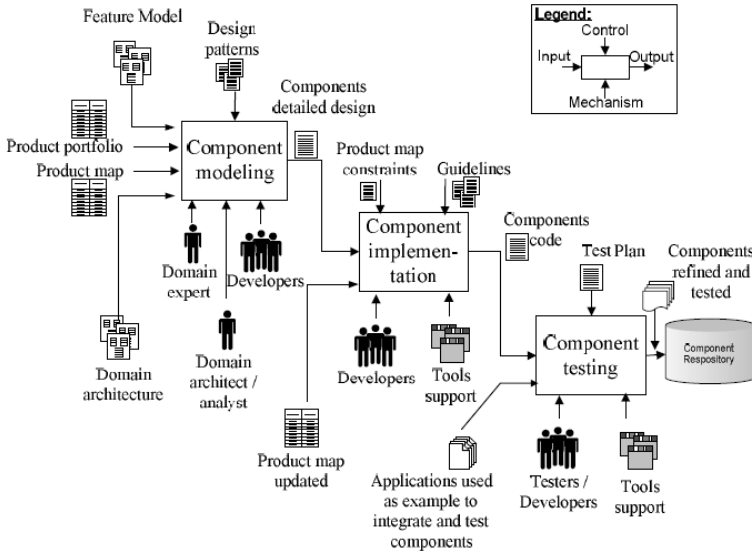 Feature Model
Design
patterns
Components
detailed design
Legend:
Control
Input
Output
Mechanism
Product portfolio
Product map
Component
modeling
Product map
constraints
Guidelines
Domain
expert
Developers
Component
implemen-
tation
Components
code
Test Plan
Components
refined and
tested
Domain
architecture
Domain
architect /
analyst
Developers
Tools
support
Component
testing
Component
Respository
Product map
updated
Applications used
as example to
integrate and test
components
Testers /
Developers
Tools
support